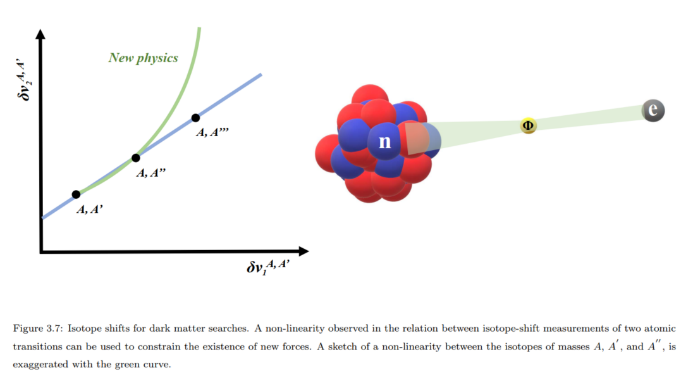 New physics
δν₂ᴬ, ᴬ'
A, A'''
A, A''
A, A'
δν₁ᴬ, ᴬ'
n
Φ
e
Figure 3.7: Isotope shifts for dark matter searches. A non-linearity observed in the relation between isotope-shift measurements of two atomic
transitions can be used to constrain the existence of new forces. A sketch of a non-linearity between the isotopes of masses A, A′, and A″, is
exaggerated with the green curve.